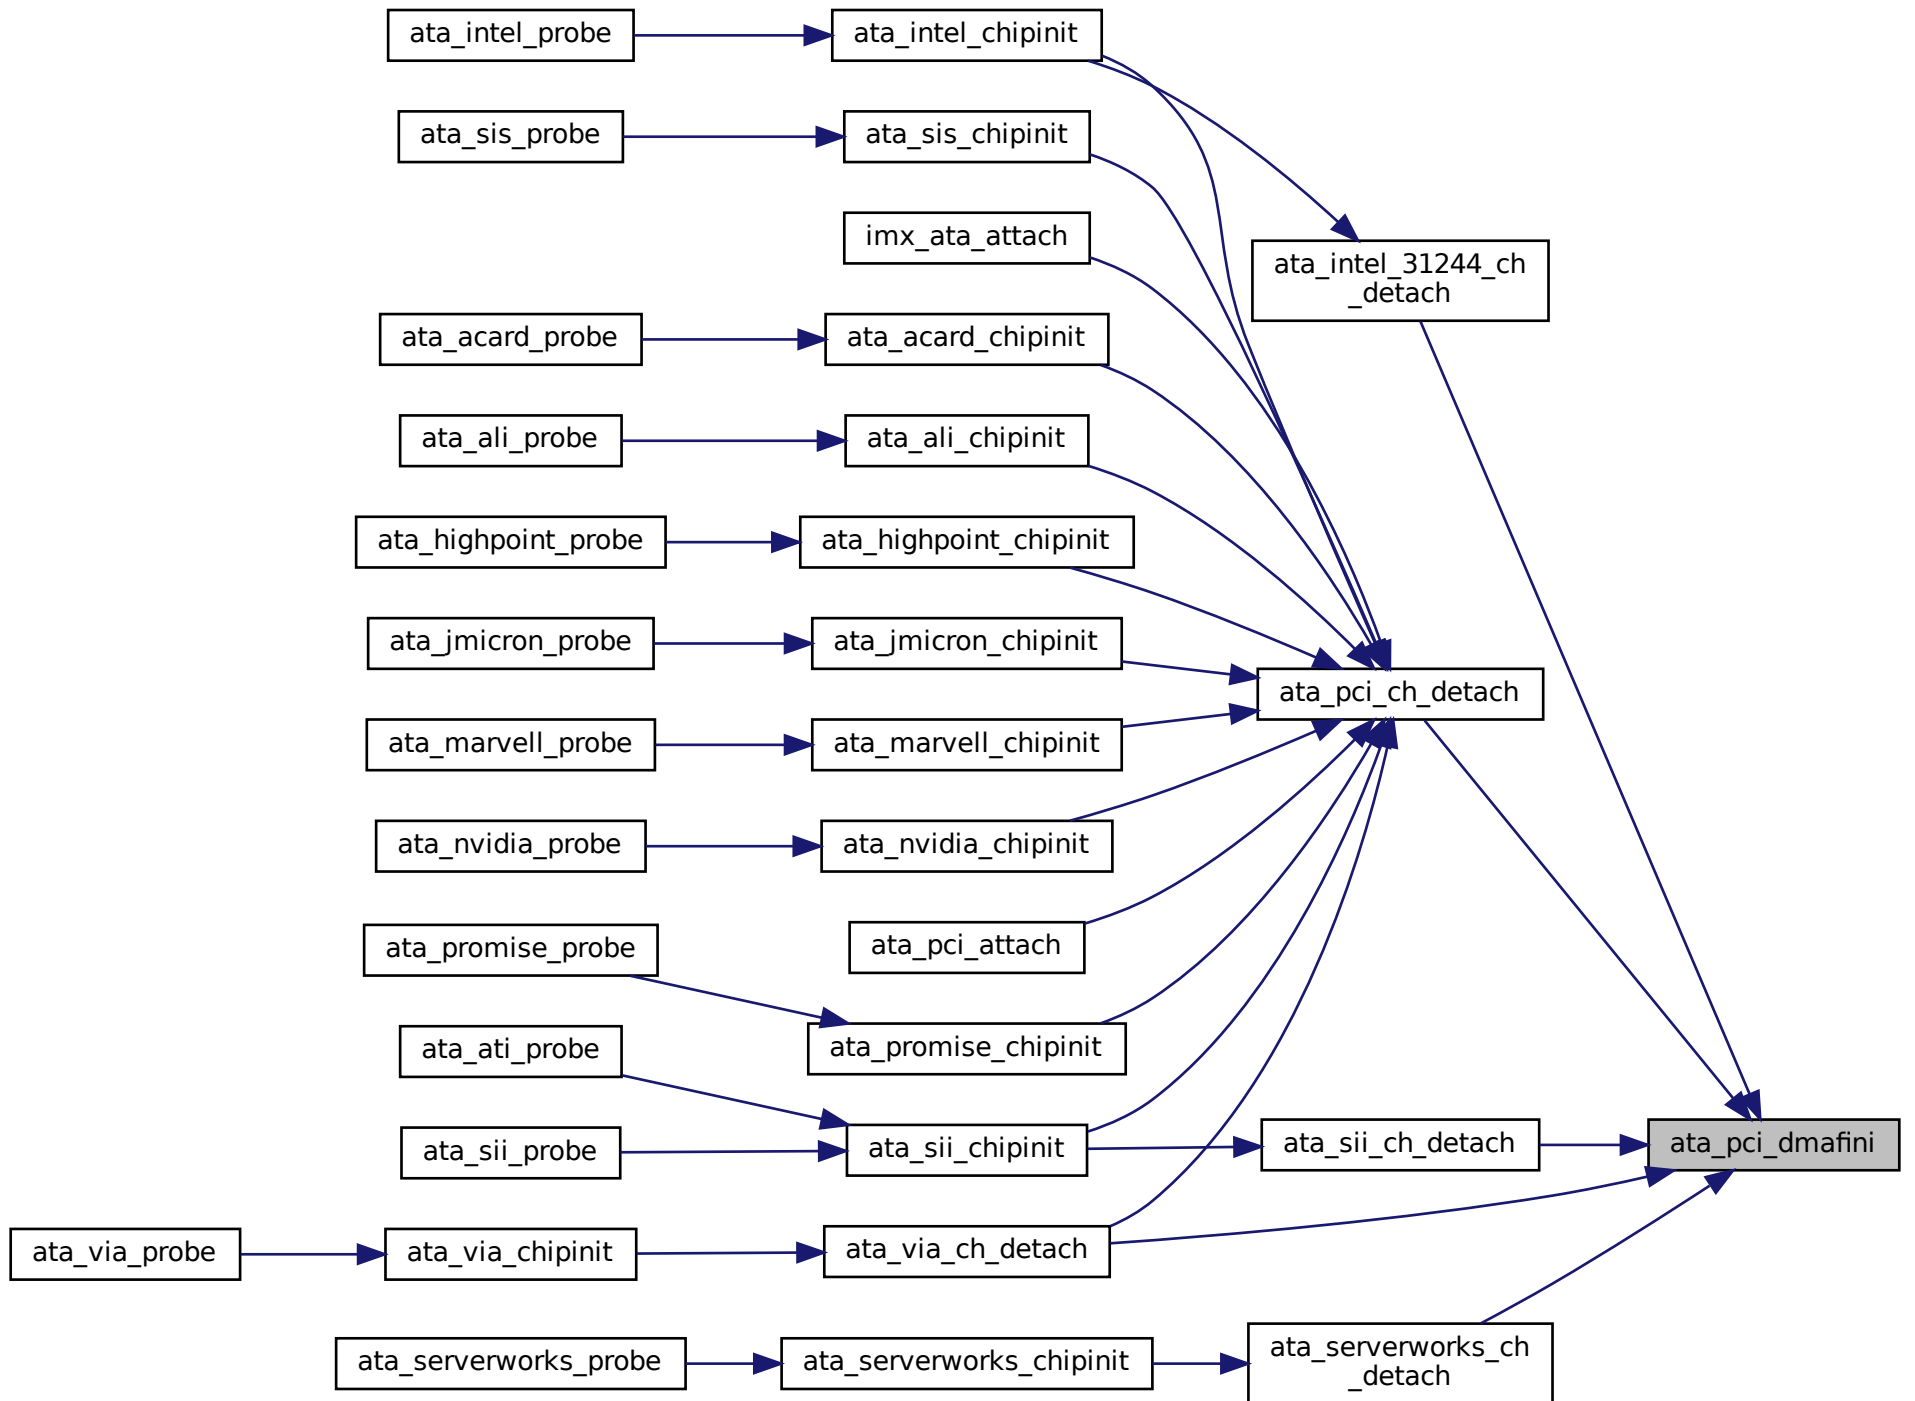 ata_intel_probe
ata_intel_chipinit
ata_sis_probe
ata_sis_chipinit
imx_ata_attach
ata_intel_31244_ch
_detach
ata_acard_probe
ata_acard_chipinit
ata_ali_probe
ata_ali_chipinit
ata_highpoint_probe
ata_highpoint_chipinit
ata_jmicron_probe
ata_jmicron_chipinit
ata_pci_ch_detach
ata_marvell_probe
ata_marvell_chipinit
ata_nvidia_probe
ata_nvidia_chipinit
ata_pci_attach
ata_promise_probe
ata_promise_chipinit
ata_ati_probe
ata_sii_probe
ata_sii_chipinit
ata_sii_ch_detach
ata_pci_dmafini
ata_via_probe
ata_via_chipinit
ata_via_ch_detach
ata_serverworks_probe
ata_serverworks_chipinit
ata_serverworks_ch
_detach